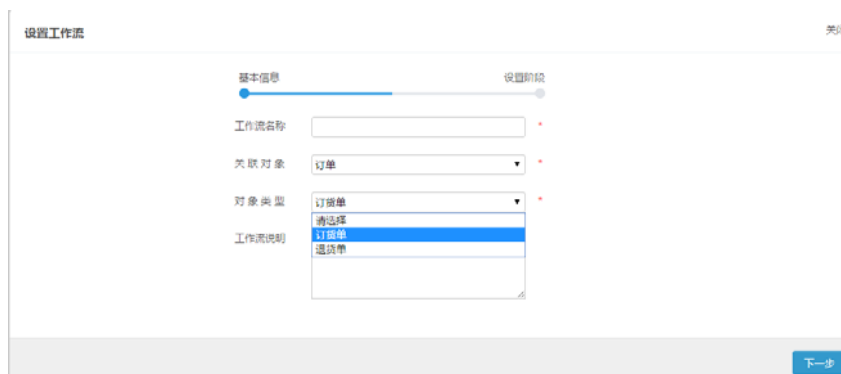 设置工作流 关闭
基本信息 设置阶段
工作流名称 *
关联对象 订单 *
对象类型 订货单 *
请选择
工作流说明 订货单
退货单
下一步